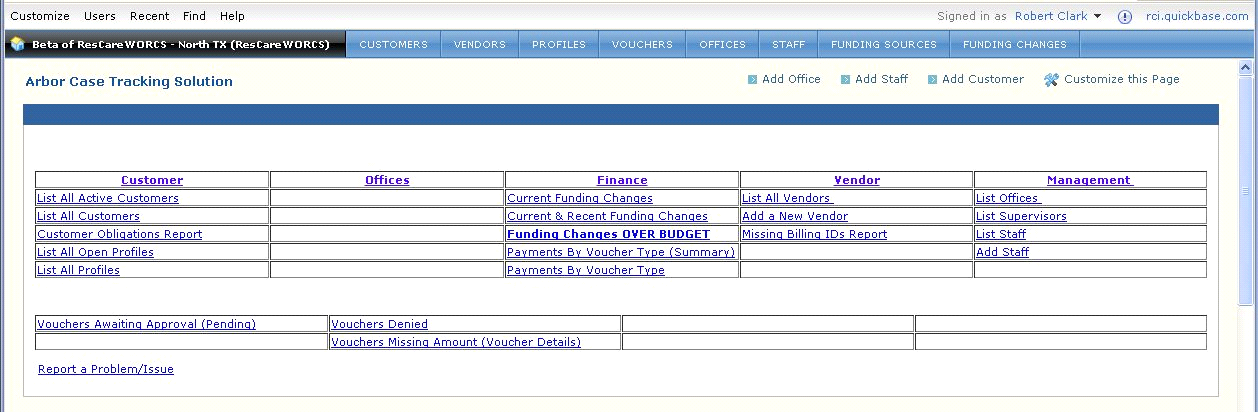 Customize Users Recent Find Help Signed in as Robert Clark rci.quickbase.com
Beta of ResCareWORCS - North TX (ResCareWORCS) CUSTOMERS VENDORS PROFILES VOUCHERS OFFICES STAFF FUNDING SOURCES FUNDING CHANGES
Arbor Case Tracking Solution Add Office Add Staff Add Customer Customize this Page
Customer Offices Finance Vendor Management
List All Active Customers Current Funding Changes List All Vendors List Offices
List All Customers Current & Recent Funding Changes Add a New Vendor List Supervisors
Customer Obligations Report Funding Changes OVER BUDGET Missing Billing IDs Report List Staff
List All Open Profiles Payments By Voucher Type (Summary) Add Staff
List All Profiles Payments By Voucher Type
Vouchers Awaiting Approval (Pending) Vouchers Denied
Vouchers Missing Amount (Voucher Details)
Report a Problem/Issue